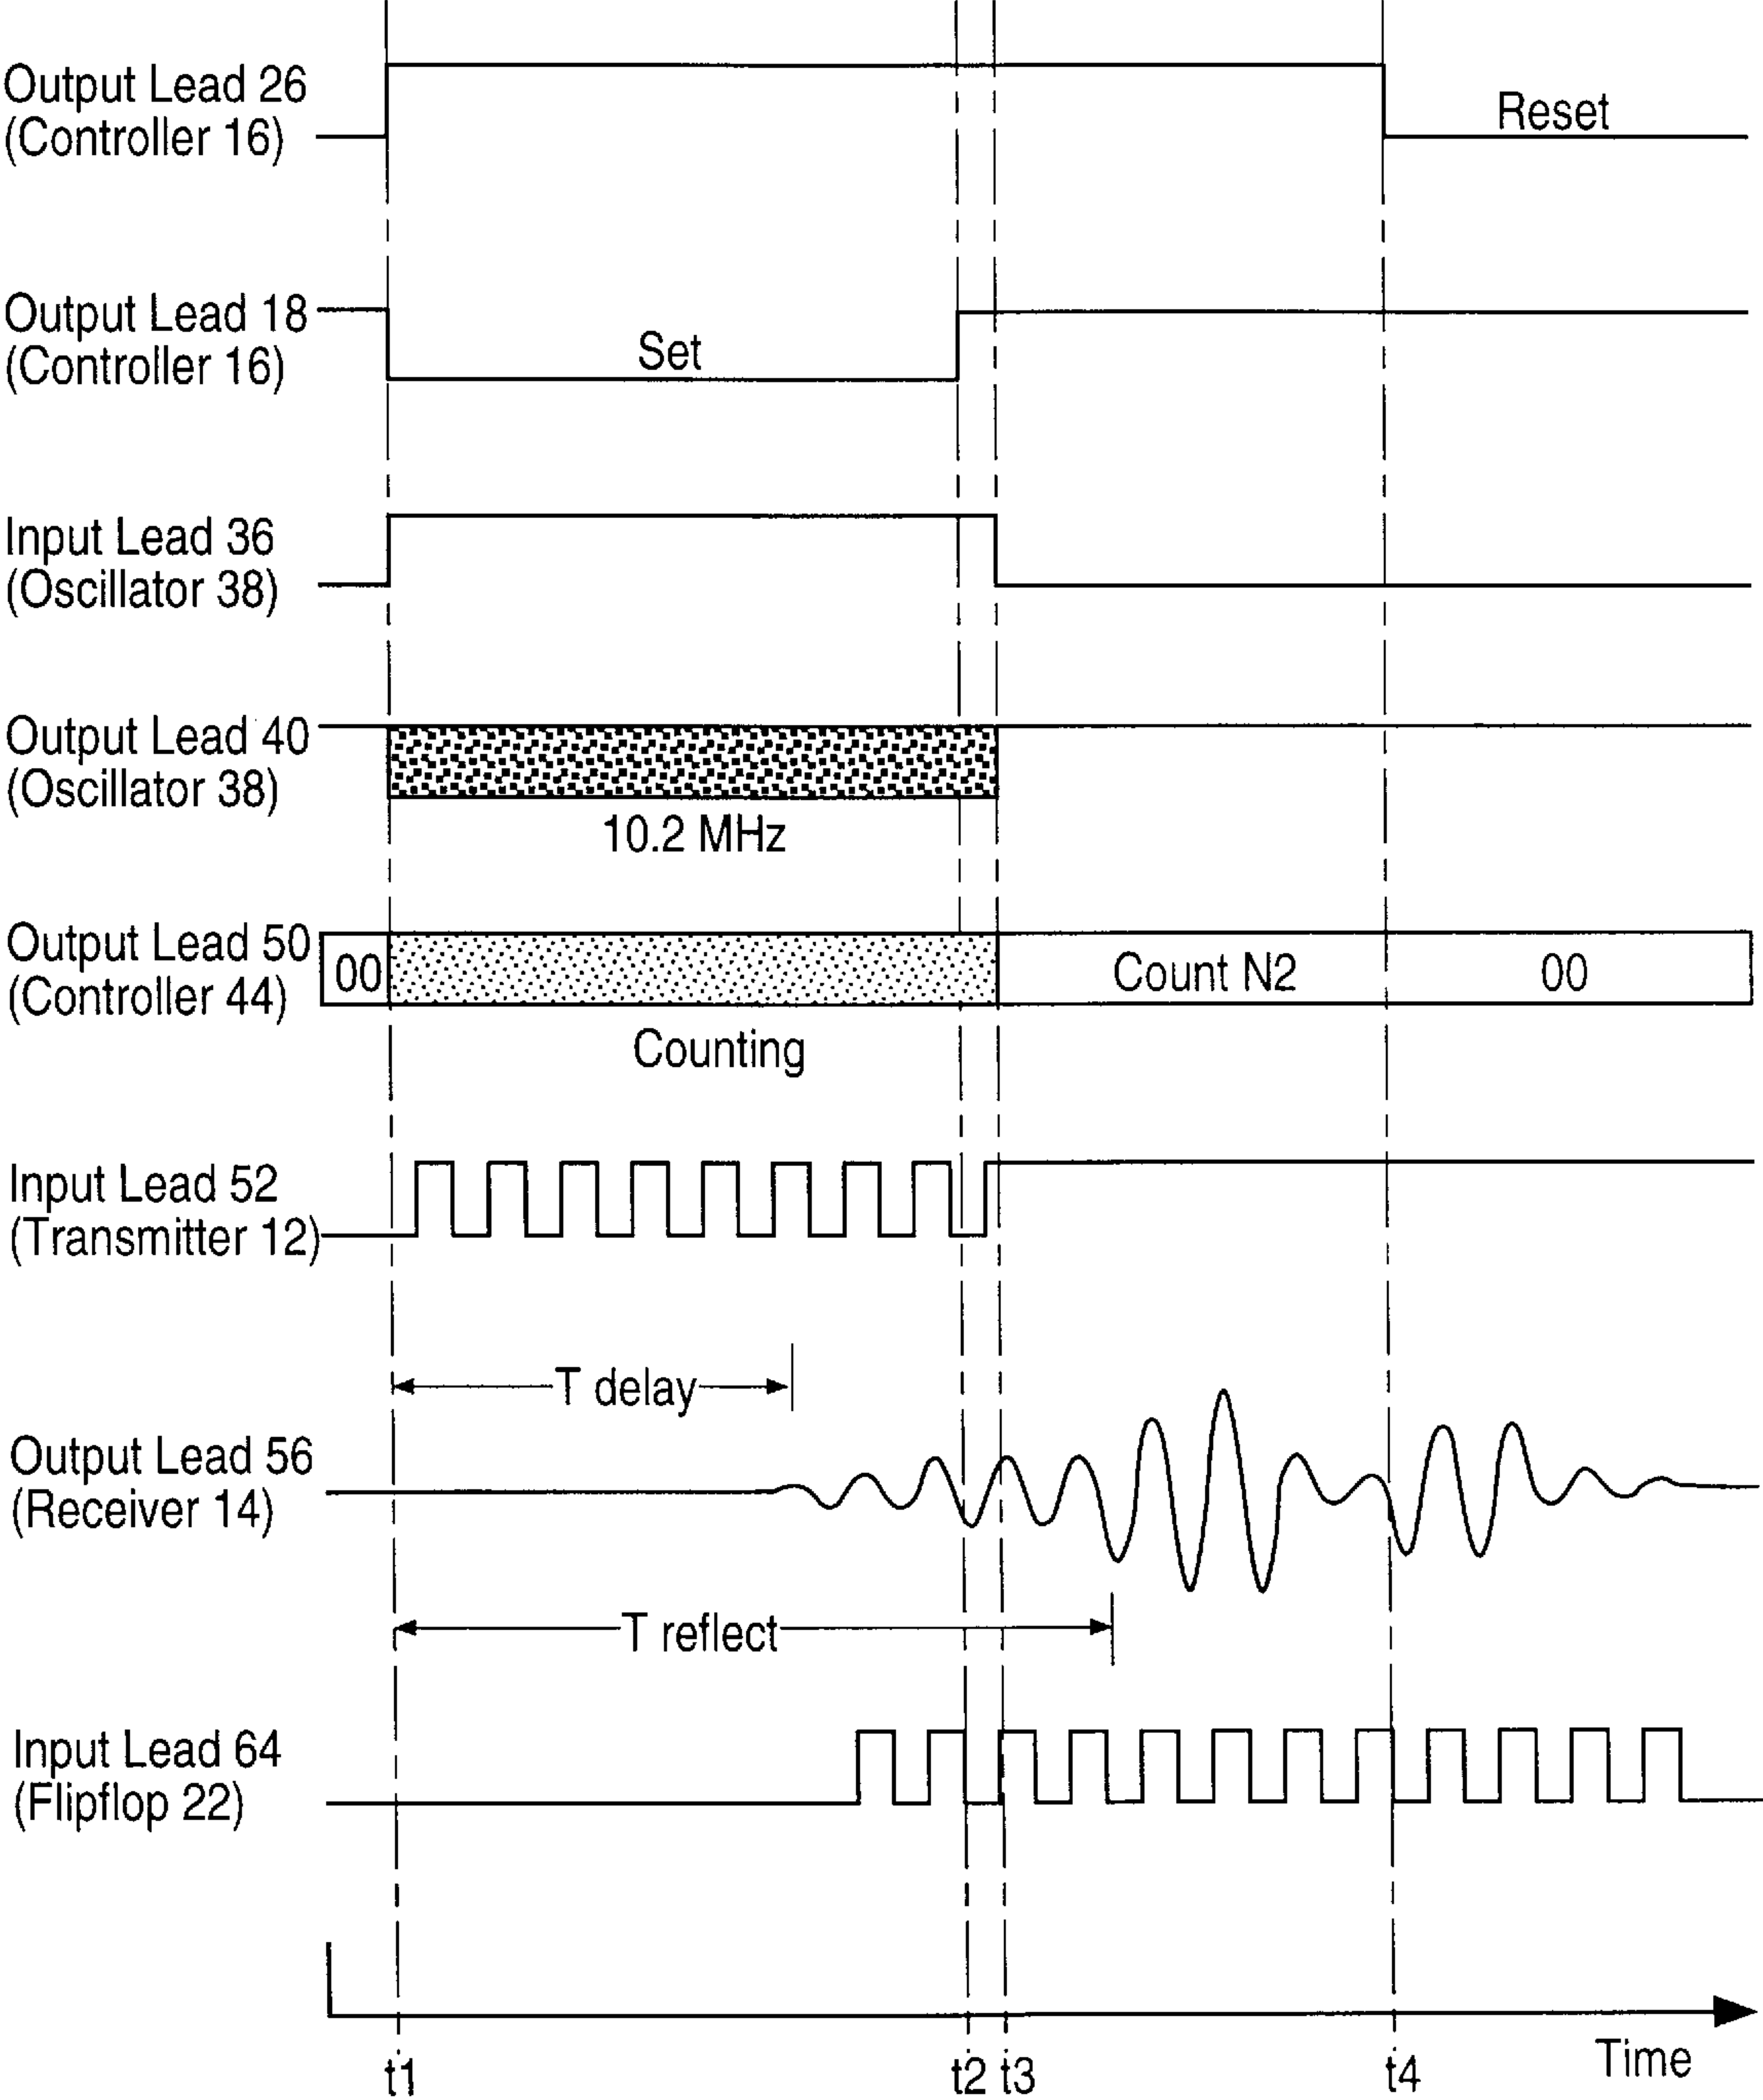 Output Lead 26
(Controller 16)
Reset
Output Lead 18
(Controller 16)
Set
Input Lead 36
(Oscillator 38)
Output Lead 40
(Oscillator 38)
10.2 MHz
Output Lead 50
(Controller 44)
00
Count N2
00
Counting
Input Lead 52
(Transmitter 12)
T delay
Output Lead 56
(Receiver 14)
T reflect
Input Lead 64
(Flipflop 22)
t1
t2
t3
t4
Time